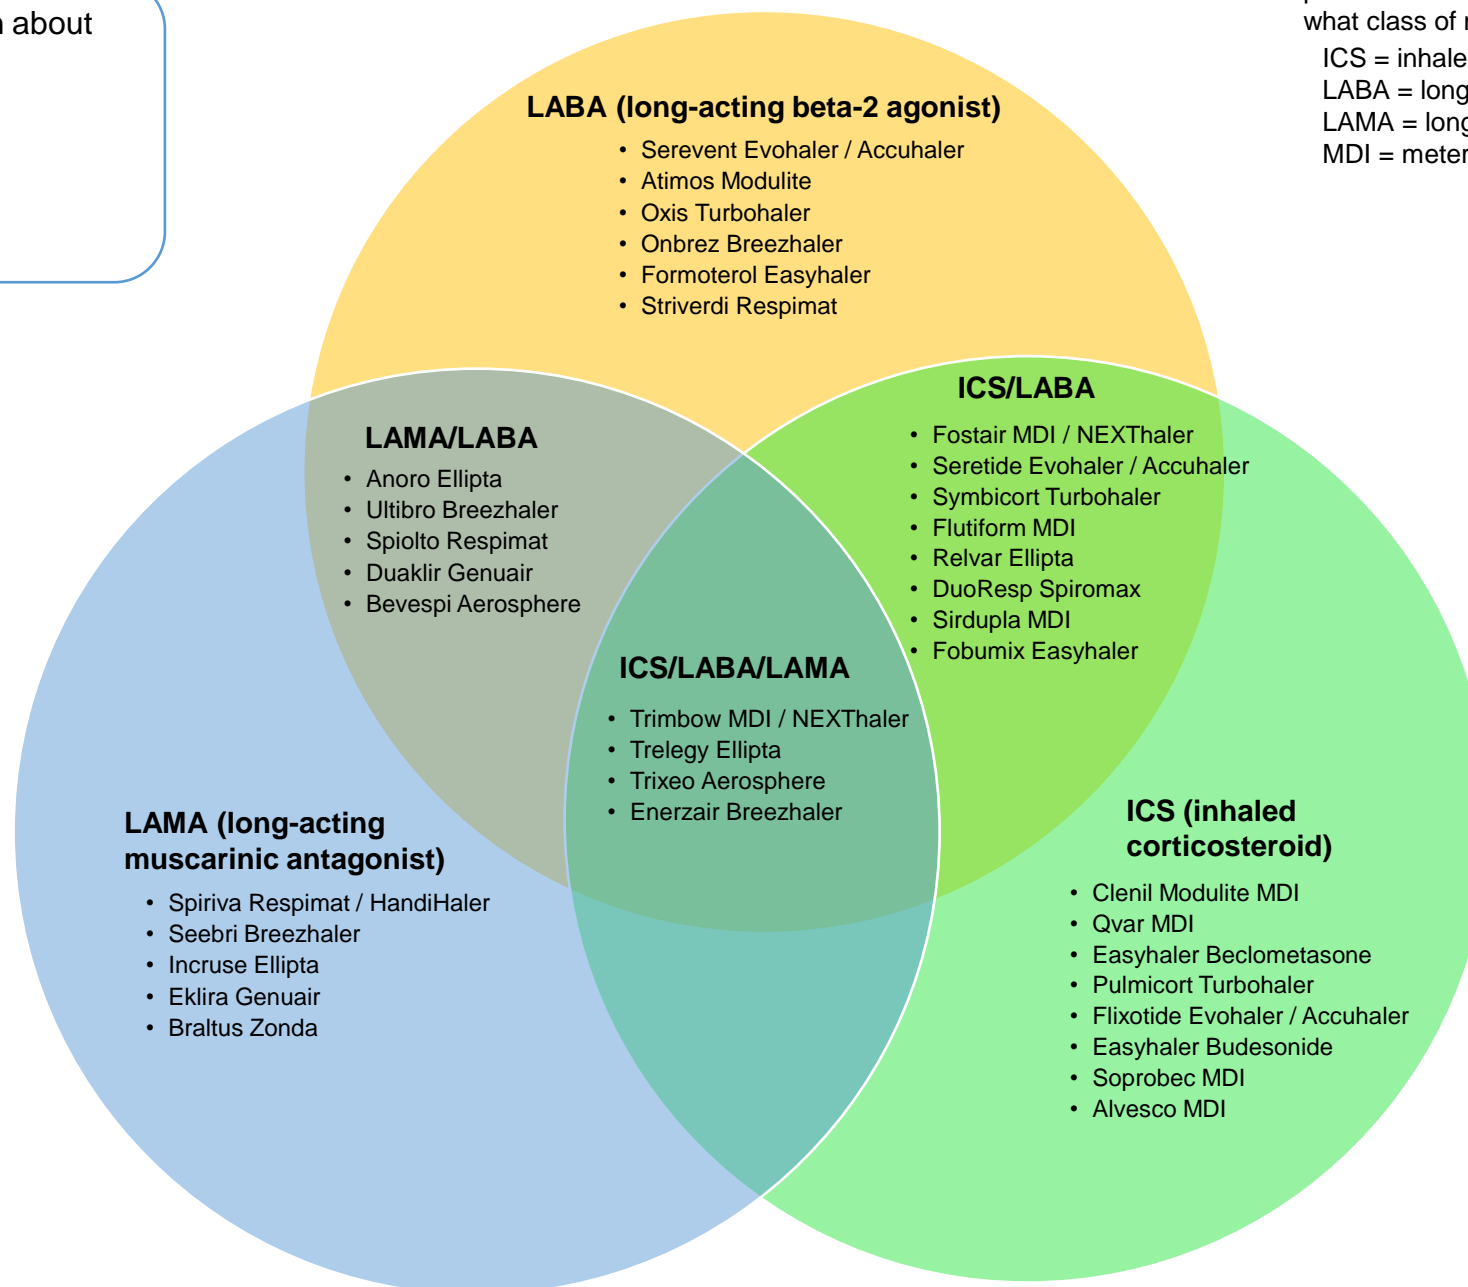 about
what class of
ICS =
LABA =
LAMA =
MDI =
LABA (long-acting beta-2 agonist)
• Serevent Evohaler / Accuhaler
• Atimos Modulite
• Oxis Turbohaler
• Onbrez Breezhaler
• Formoterol Easyhaler
• Striverdi Respimat
LAMA/LABA
• Anoro Ellipta
• Ultibro Breezhaler
• Spiolto Respimat
• Duaklir Genuair
• Bevespi Aerosphere
ICS/LABA
• Fostair MDI / NEXThaler
• Seretide Evohaler / Accuhaler
• Symbicort Turbohaler
• Flutiform MDI
• Relvar Ellipta
• DuoResp Spiromax
• Sirdupla MDI
• Fobumix Easyhaler
ICS/LABA/LAMA
• Trimbow MDI / NEXThaler
• Trelegy Ellipta
• Trixeo Aerosphere
• Enerzair Breezhaler
LAMA (long-acting
muscarinic antagonist)
• Spiriva Respimat / HandiHaler
• Seebri Breezhaler
• Incruse Ellipta
• Eklira Genuair
• Braltus Zonda
ICS (inhaled
corticosteroid)
• Clenil Modulite MDI
• Qvar MDI
• Easyhaler Beclometasone
• Pulmicort Turbohaler
• Flixotide Evohaler / Accuhaler
• Easyhaler Budesonide
• Soprobec MDI
• Alvesco MDI